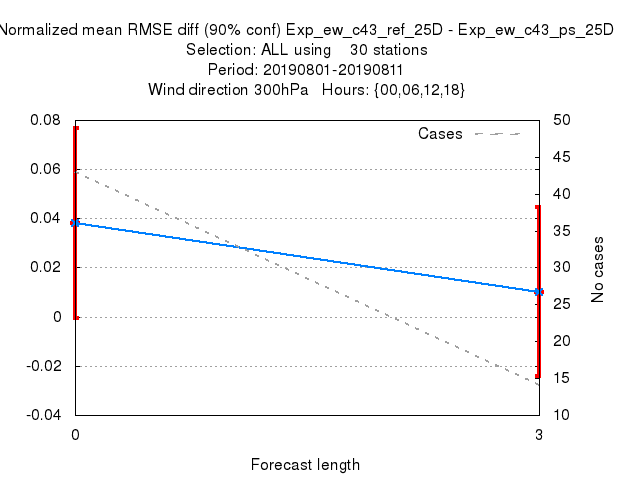 Normalized mean RMSE diff (90% conf) Exp_ew_c43_ref_25D - Exp_ew_c43_ps_25D
Selection: ALL using 30 stations
Period: 20190801-20190811
Wind direction 300hPa Hours: {00,06,12,18}
Cases
0.08
0.06
0.04
0.02
0
-0.02
-0.04
50
45
40
35
30
25
20
15
10
No cases
0 3
Forecast length